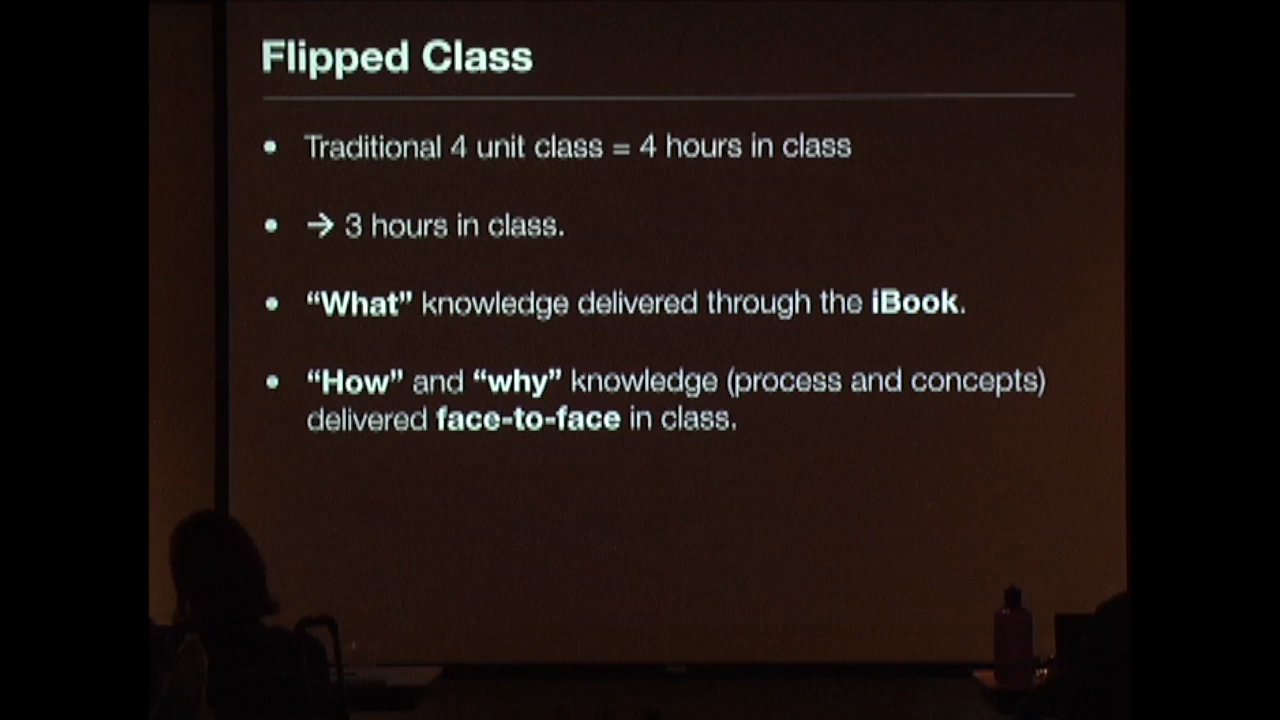 Flipped Class
• Traditional 4 unit class = 4 hours in class
• → 3 hours in class.
• “What” knowledge delivered through the iBook.
• “How” and “why” knowledge (process and concepts)
delivered face-to-face in class.